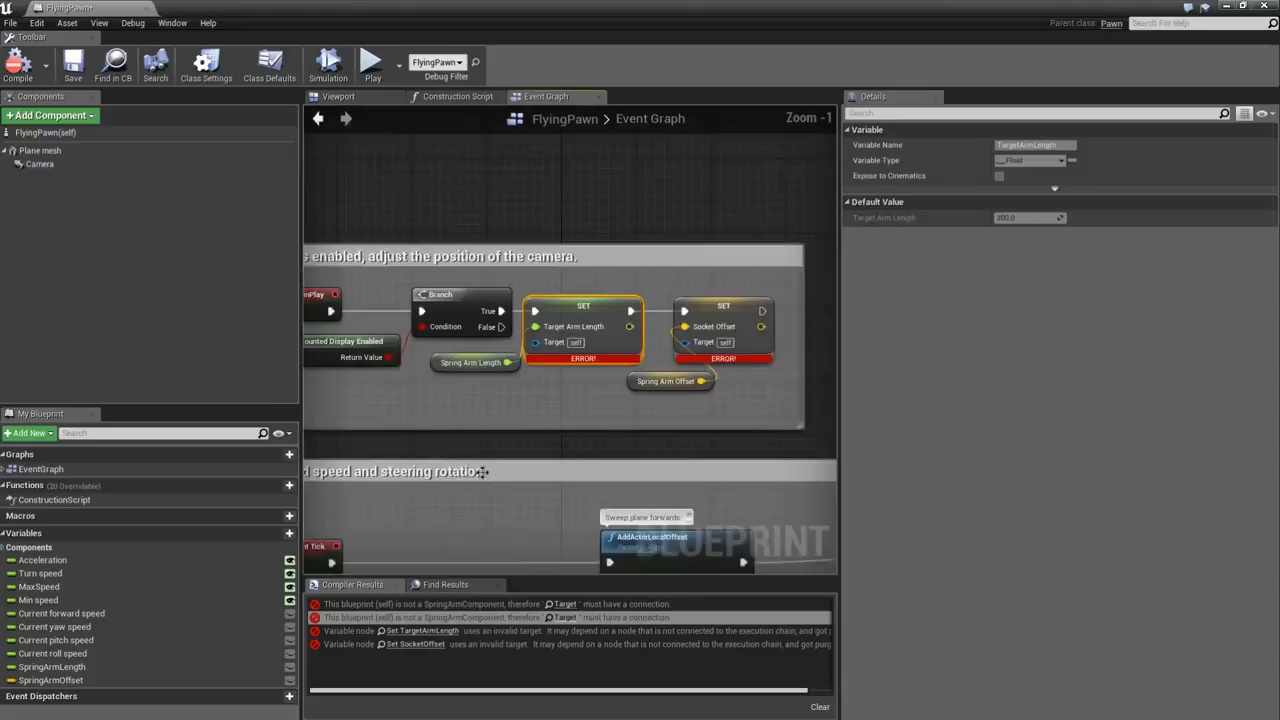 FlyingPawn*
File Edit Asset View Debug Window Help
Parent class: Pawn
Search For Help
Toolbar
Compile
Save
Find in CB
Search
Class Settings
Class Defaults
Simulation
Play
FlyingPawn
Debug Filter
Components
+Add Component
FlyingPawn(self)
Plane mesh
Camera
Viewport
Construction Script
Event Graph
FlyingPawn > Event Graph
Zoom -1
s enabled, adjust the position of the camera.
nPlay
Branch
True
Condition
False
ounted Display Enabled
Return Value
Spring Arm Length
SET
Target Arm Length
Target self
ERROR!
SET
Socket Offset
Target self
ERROR!
Spring Arm Offset
d speed and steering rotation
Sweep plane forwards
AddActorLocalOffset
nt Tick
BLUEPRINT
Compiler Results
Find Results
This blueprint (self) is not a SpringArmComponent, therefore ' Target ' must have a connection.
This blueprint (self) is not a SpringArmComponent, therefore ' Target ' must have a connection.
Variable node Set TargetArmLength uses an invalid target. It may depend on a node that is not connected to the execution chain, and got p
Variable node Set SocketOffset uses an invalid target. It may depend on a node that is not connected to the execution chain, and got purg
Clear
My Blueprint
+Add New
Search
Graphs
EventGraph
Functions (20 Overridable)
ConstructionScript
Macros
Variables
Components
Acceleration
Turn speed
MaxSpeed
Min speed
Current forward speed
Current yaw speed
Current pitch speed
Current roll speed
SpringArmLength
SpringArmOffset
Event Dispatchers
Details
Search
Variable
Variable Name TargetArmLength
Variable Type Float
Expose to Cinematics
Default Value
Target Arm Length 300.0